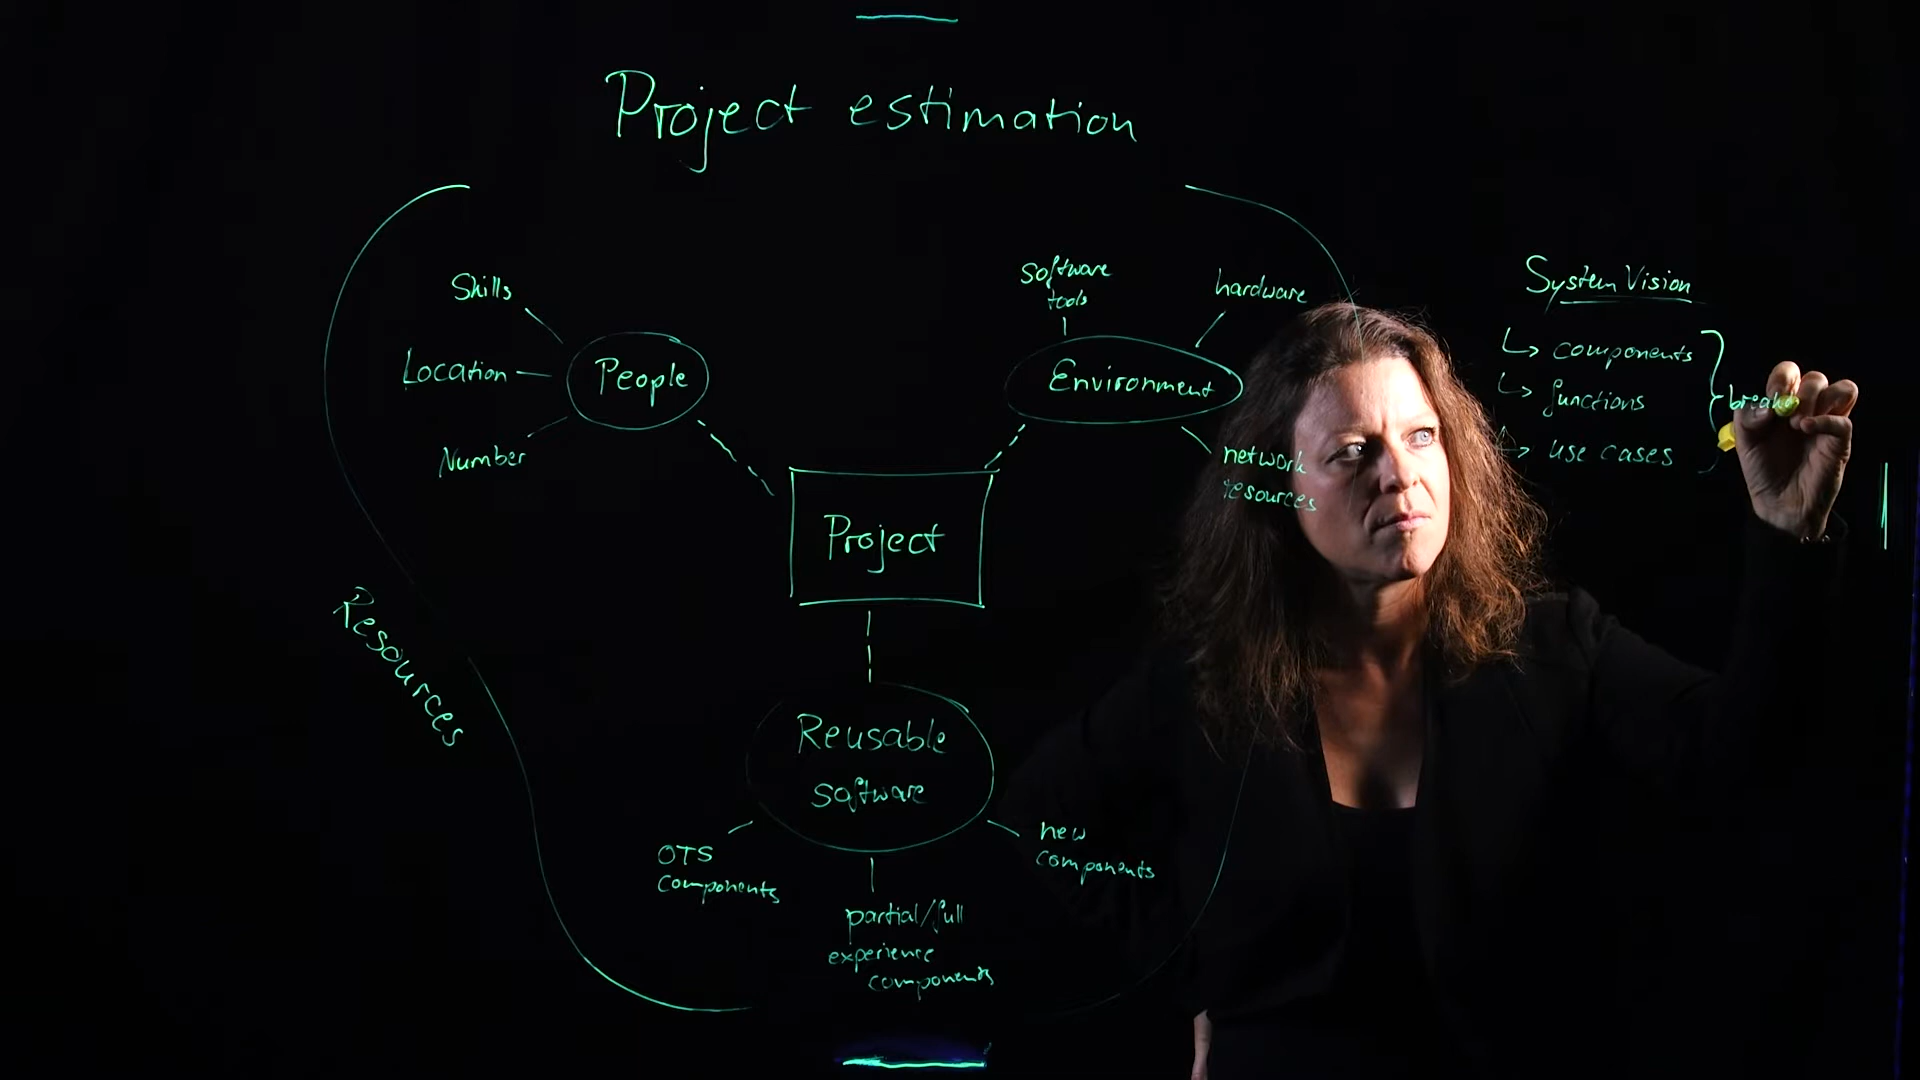 Project estimation
Skills
Location
Number
People
software
tools
hardware
Environment
network
resources
Project
Resources
Reusable
software
OTS
components
partial/full
experience
components
new
components
System Vision
components
functions
use cases